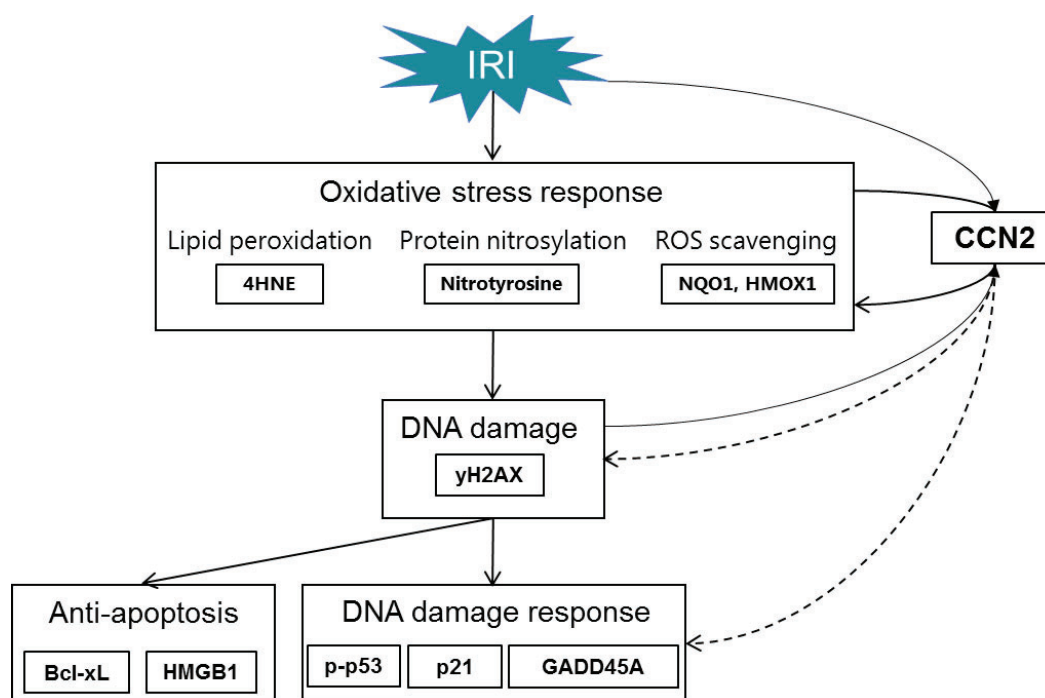 IRI
Oxidative stress response
Lipid peroxidation Protein nitrosylation ROS scavenging
4HNE Nitrotyrosine NQO1, HMOX1
CCN2
DNA damage
yH2AX
Anti-apoptosis
Bcl-xL HMGB1
DNA damage response
p-p53 p21 GADD45A